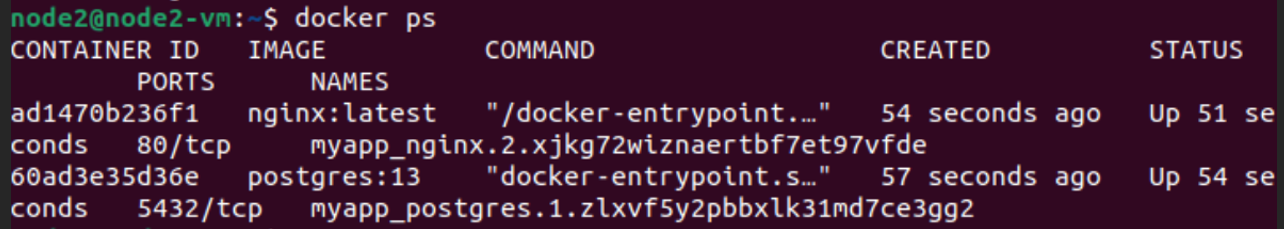 node2@node2-vm:~$ docker ps
CONTAINER ID   IMAGE          COMMAND                  CREATED          STATUS
        PORTS      NAMES
ad1470b236f1   nginx:latest   "/docker-entrypoint.…"   54 seconds ago   Up 51 se
conds   80/tcp     myapp_nginx.2.xjkg72wiznaertbf7et97vfde
60ad3e35d36e   postgres:13    "docker-entrypoint.s…"   57 seconds ago   Up 54 se
conds   5432/tcp   myapp_postgres.1.zlxvf5y2pbbxlk31md7ce3gg2